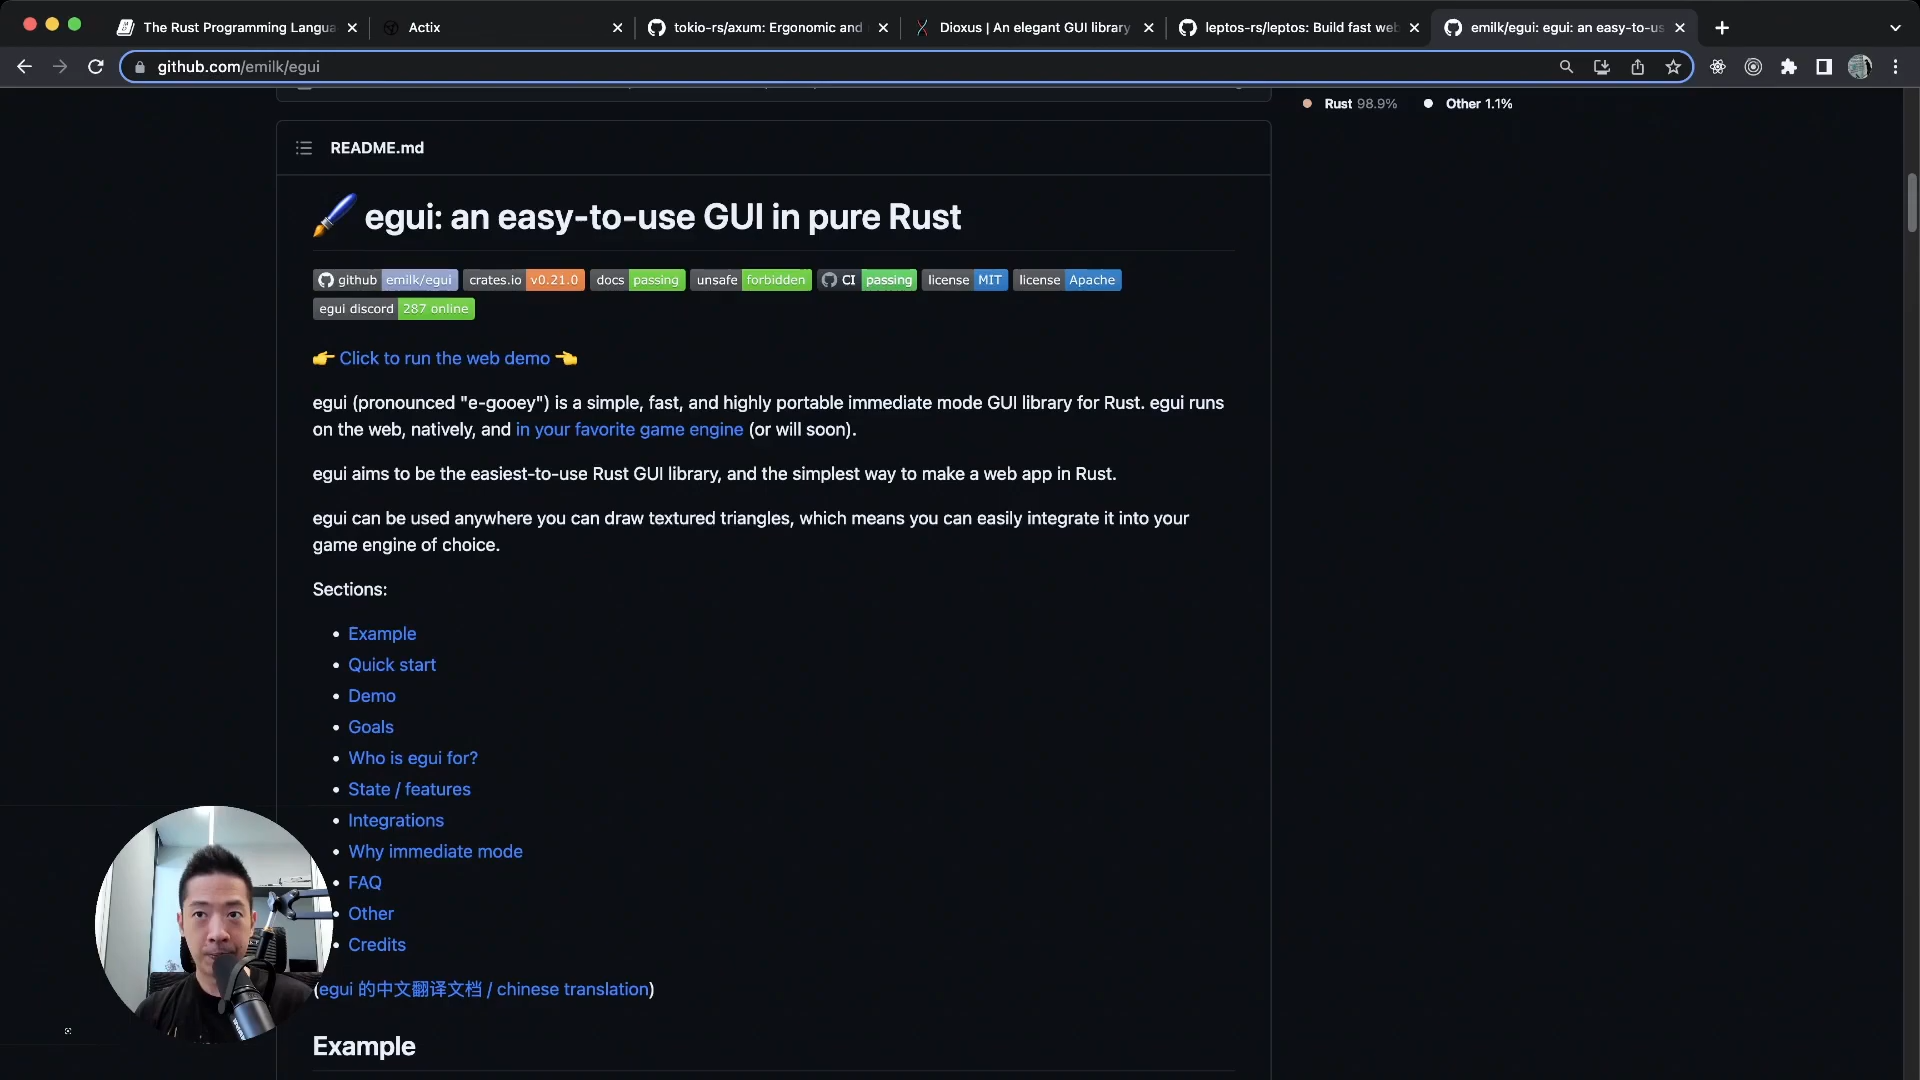 The Rust Programming Langua
Actix
tokio-rs/axum: Ergonomic and
Dioxus | An elegant GUI library
leptos-rs/leptos: Build fast web
emilk/egui: egui: an easy-to-us
github.com/emilk/egui
Rust 98.9% Other 1.1%
README.md
egui: an easy-to-use GUI in pure Rust
github emilk/egui crates.io v0.21.0 docs passing unsafe forbidden CI passing license MIT license Apache
egui discord 287 online
Click to run the web demo
egui (pronounced "e-gooey") is a simple, fast, and highly portable immediate mode GUI library for Rust. egui runs
on the web, natively, and in your favorite game engine (or will soon).
egui aims to be the easiest-to-use Rust GUI library, and the simplest way to make a web app in Rust.
egui can be used anywhere you can draw textured triangles, which means you can easily integrate it into your
game engine of choice.
Sections:
Example
Quick start
Demo
Goals
Who is egui for?
State / features
Integrations
Why immediate mode
FAQ
Other
Credits
(egui 的中文翻译文档 / chinese translation)
Example